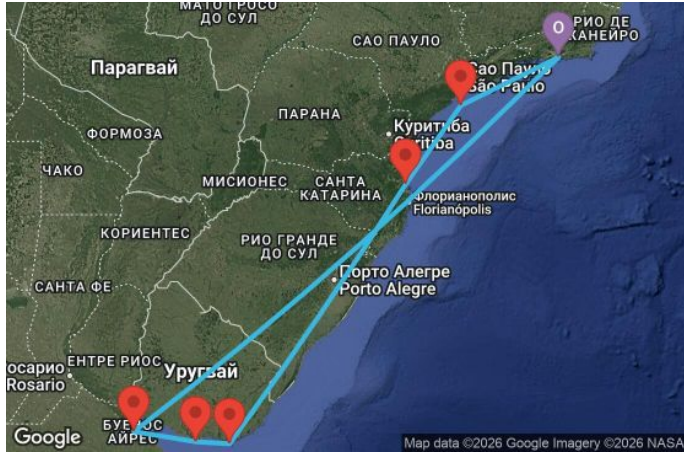 МАТО ГРОСО
ДО СУЛ
О
РИО ДЕ
ЖАНЕЙРО
САО ПАУЛО
Парагвай
Сао Пауло
São Paulo
ПАРАНА
Куритиба
Curitiba
ФОРМОЗА
ЧАКО
МИСИОНЕС
САНТА
КАТАРИНА
Флорианополис
Florianópolis
КОРИЕНТЕС
РИО ГРАНДЕ
ДО СУЛ
Порто Алегре
Porto Alegre
САНТА ФЕ
осарио
Rosario
ЕНТРЕ РИОС
Уругвай
БУЕНОС
АЙРЕС
Google
Map data ©2026 Google Imagery ©2026 NASA